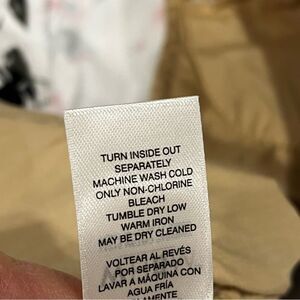 TURN INSIDE OUT
SEPARATELY
MACHINE WASH COLD
ONLY NON-CHLORINE
BLEACH
TUMBLE DRY LOW
WARM IRON
MAY BE DRY CLEANED
VOLTEAR AL REVÉS
POR SEPARADO
LAVAR A MÁQUINA CON
AGUA FRÍA